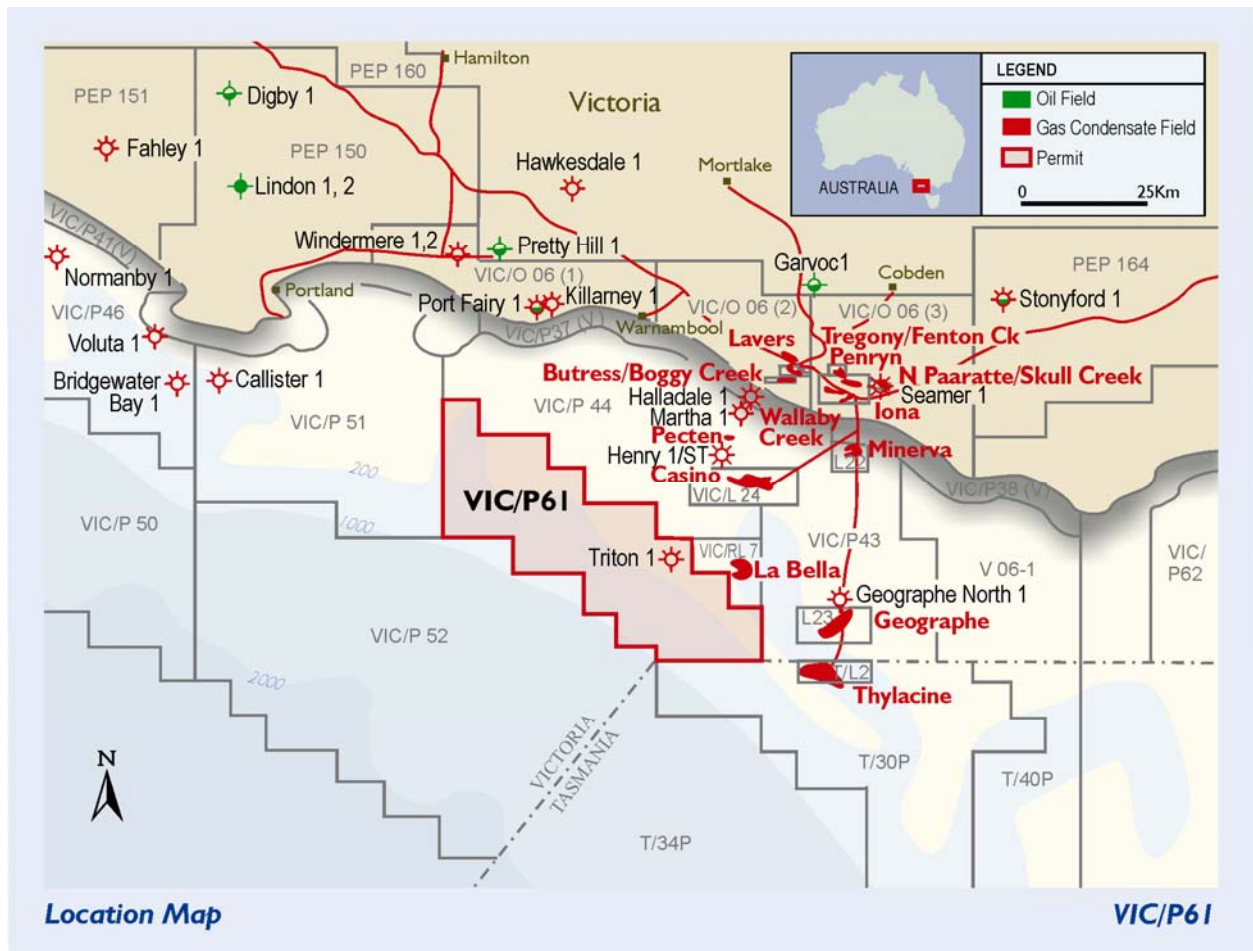 Hamilton
PEP 160
PEP 151
Digby 1
Victoria
Fahley 1
PEP 150
Hawkesdale 1
Mortlake
Lindon 1, 2
LEGEND
Oil Field
Gas Condensate Field
Permit
AUSTRALIA
0 25Km
VIC/P41(V)
Windermere 1,2
Pretty Hill 1
Normanby 1
VIC/O 06 (1)
Garvoc1
Cobden
PEP 164
Portland
Port Fairy 1
Killarney 1
VIC/O 06 (2)
VIC/O 06 (3)
Stonyford 1
VIC/P46
Warnambool
VIC/P37 (V)
Voluta 1
Lavers
Tregony/Fenton Ck
Penryn
Bridgewater
Bay 1
Callister 1
Butress/Boggy Creek
N Paaratte/Skull Creek
Halladale 1
Seamer 1
VIC/P 44
Martha 1
Wallaby
Creek
Iona
VIC/P 51
Pecten
Henry 1/ST
Minerva
L22
200
Casino
VIC/L 24
VIC/P38 (V)
VIC/P61
VIC/P 50
1000
VIC/P43
VIC/RL 7
Triton 1
La Bella
V 06-1
VIC/
P62
Geographe North 1
L23
Geographe
VIC/P 52
T/L2
2000
Thylacine
VICTORIA
TASMANIA
N
T/30P
T/40P
T/34P
Location Map
VIC/P61